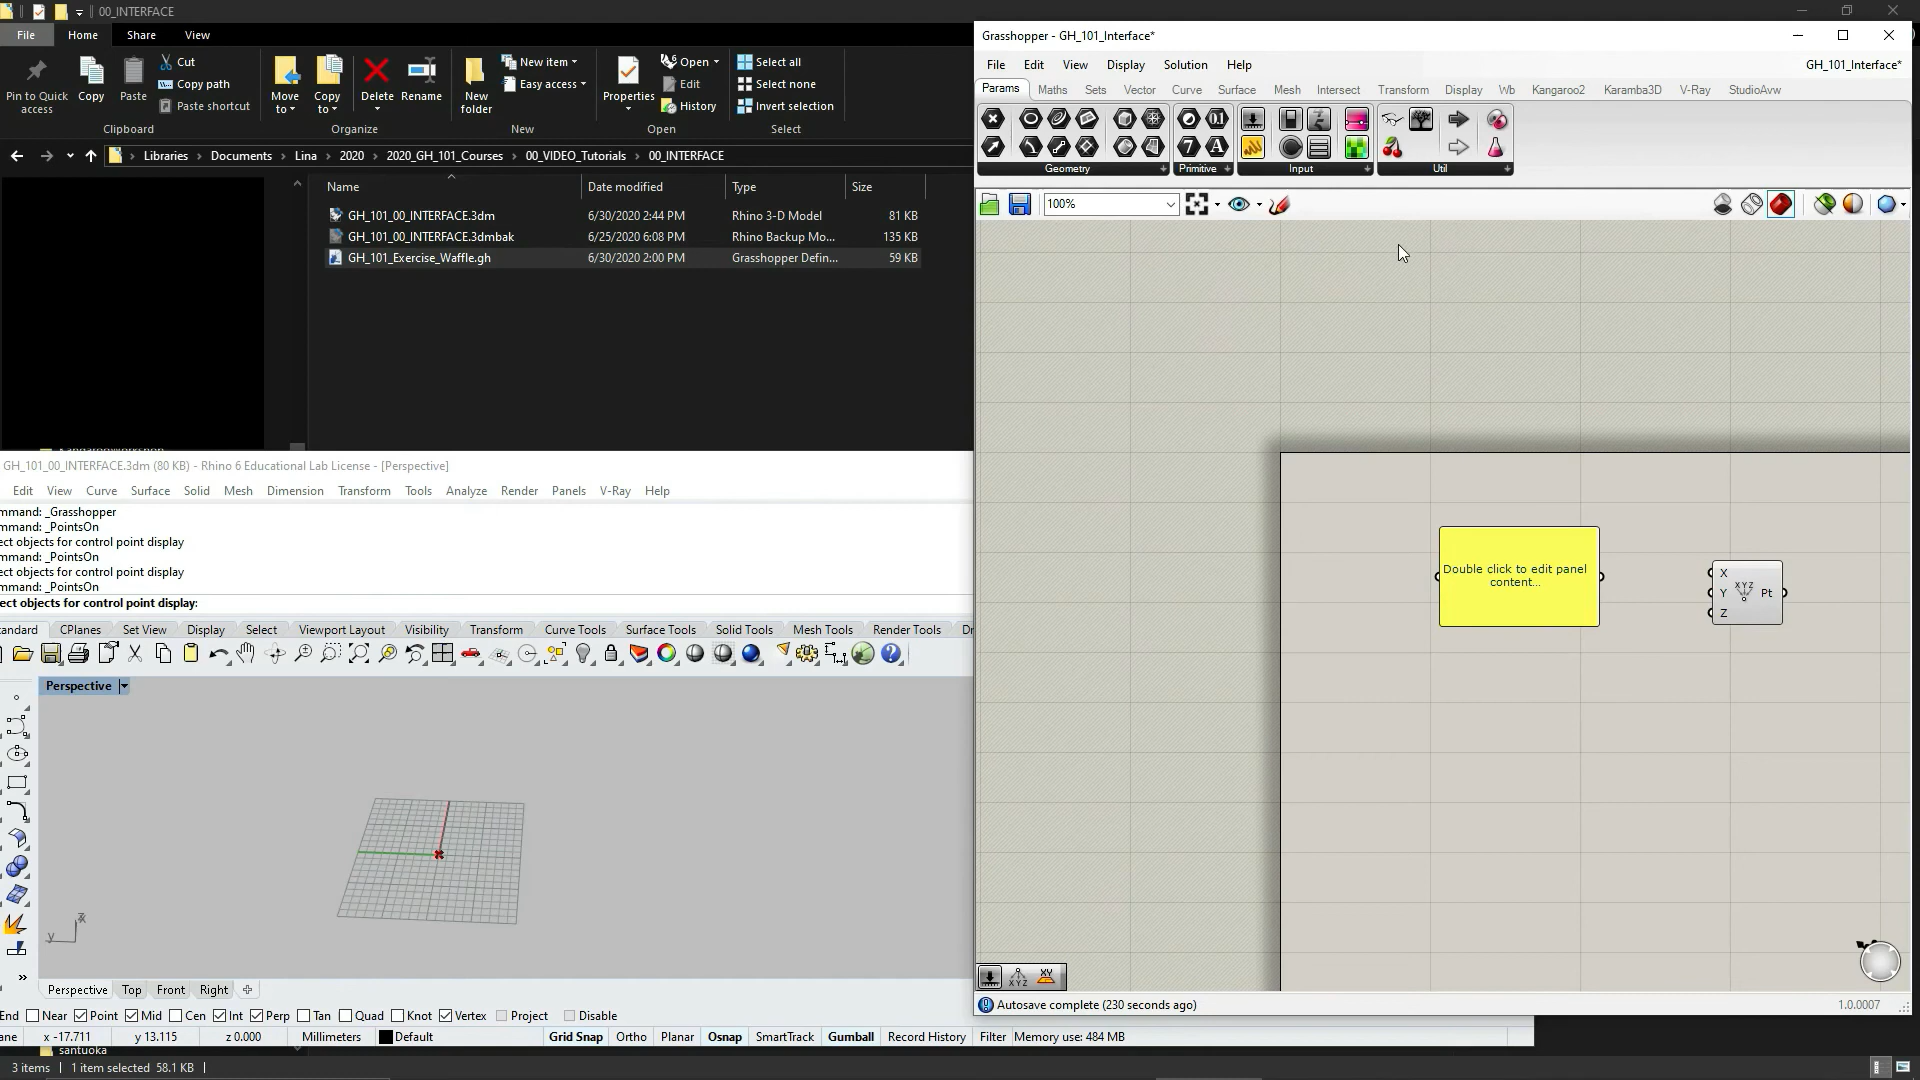 00_INTERFACE
File Home Share View
Pin to Quick access
Copy
Paste
Cut
Copy path
Paste shortcut
Clipboard
Move to
Copy to
Delete
Rename
Organize
New folder
New item
Easy access
New
Properties
Open
Edit
History
Open
Select all
Select none
Invert selection
Select
Libraries Documents Lina 2020 2020_GH_101_Courses 00_VIDEO_Tutorials 00_INTERFACE
Name Date modified Type Size
GH_101_00_INTERFACE.3dm 6/30/2020 2:44 PM Rhino 3-D Model 81 KB
GH_101_00_INTERFACE.3dmbak 6/25/2020 6:08 PM Rhino Backup Mo... 135 KB
GH_101_Exercise_Waffle.gh 6/30/2020 2:00 PM Grasshopper Defin... 59 KB
GH_101_00_INTERFACE.3dm (80 KB) - Rhino 6 Educational Lab License - [Perspective]
Edit View Curve Surface Solid Mesh Dimension Transform Tools Analyze Render Panels V-Ray Help
mmand: _Grasshopper
mmand: _PointsOn
ect objects for control point display
mmand: _PointsOn
ect objects for control point display
mmand: _PointsOn
ect objects for control point display:
andard CPlanes Set View Display Select Viewport Layout Visibility Transform Curve Tools Surface Tools Solid Tools Mesh Tools Render Tools Dr
Perspective
z
y
Perspective Top Front Right
End Near Point Mid Cen Int Perp Tan Quad Knot Vertex Project Disable
ane x -17.711 y 13.115 z 0.000 Millimeters Default Grid Snap Ortho Planar Osnap SmartTrack Gumball Record History Filter Memory use: 484 MB
santuoka
3 items 1 item selected 58.1 KB
Grasshopper - GH_101_Interface*
File Edit View Display Solution Help GH_101_Interface*
Params Maths Sets Vector Curve Surface Mesh Intersect Transform Display Wb Kangaroo2 Karamba3D V-Ray StudioAvw
Geometry Primitive Input Util
100%
Double click to edit panel
content...
X
Y
Z
XYZ
Pt
XYZ
XY
Autosave complete (230 seconds ago) 1.0.0007